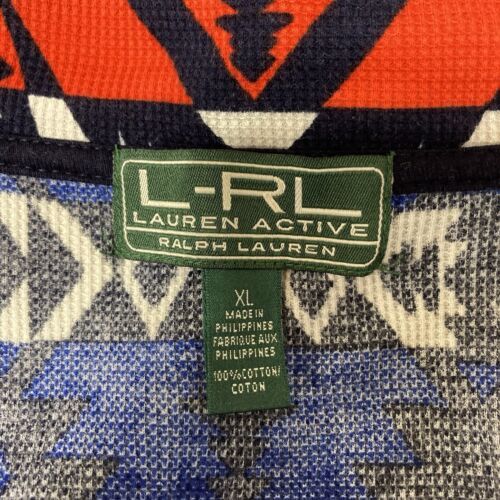 L-RL
LAUREN ACTIVE
RALPH LAUREN
XL
MADE IN
PHILIPPINES
FABRIQUE AUX
PHILIPPINES
100%COTTON/
COTON